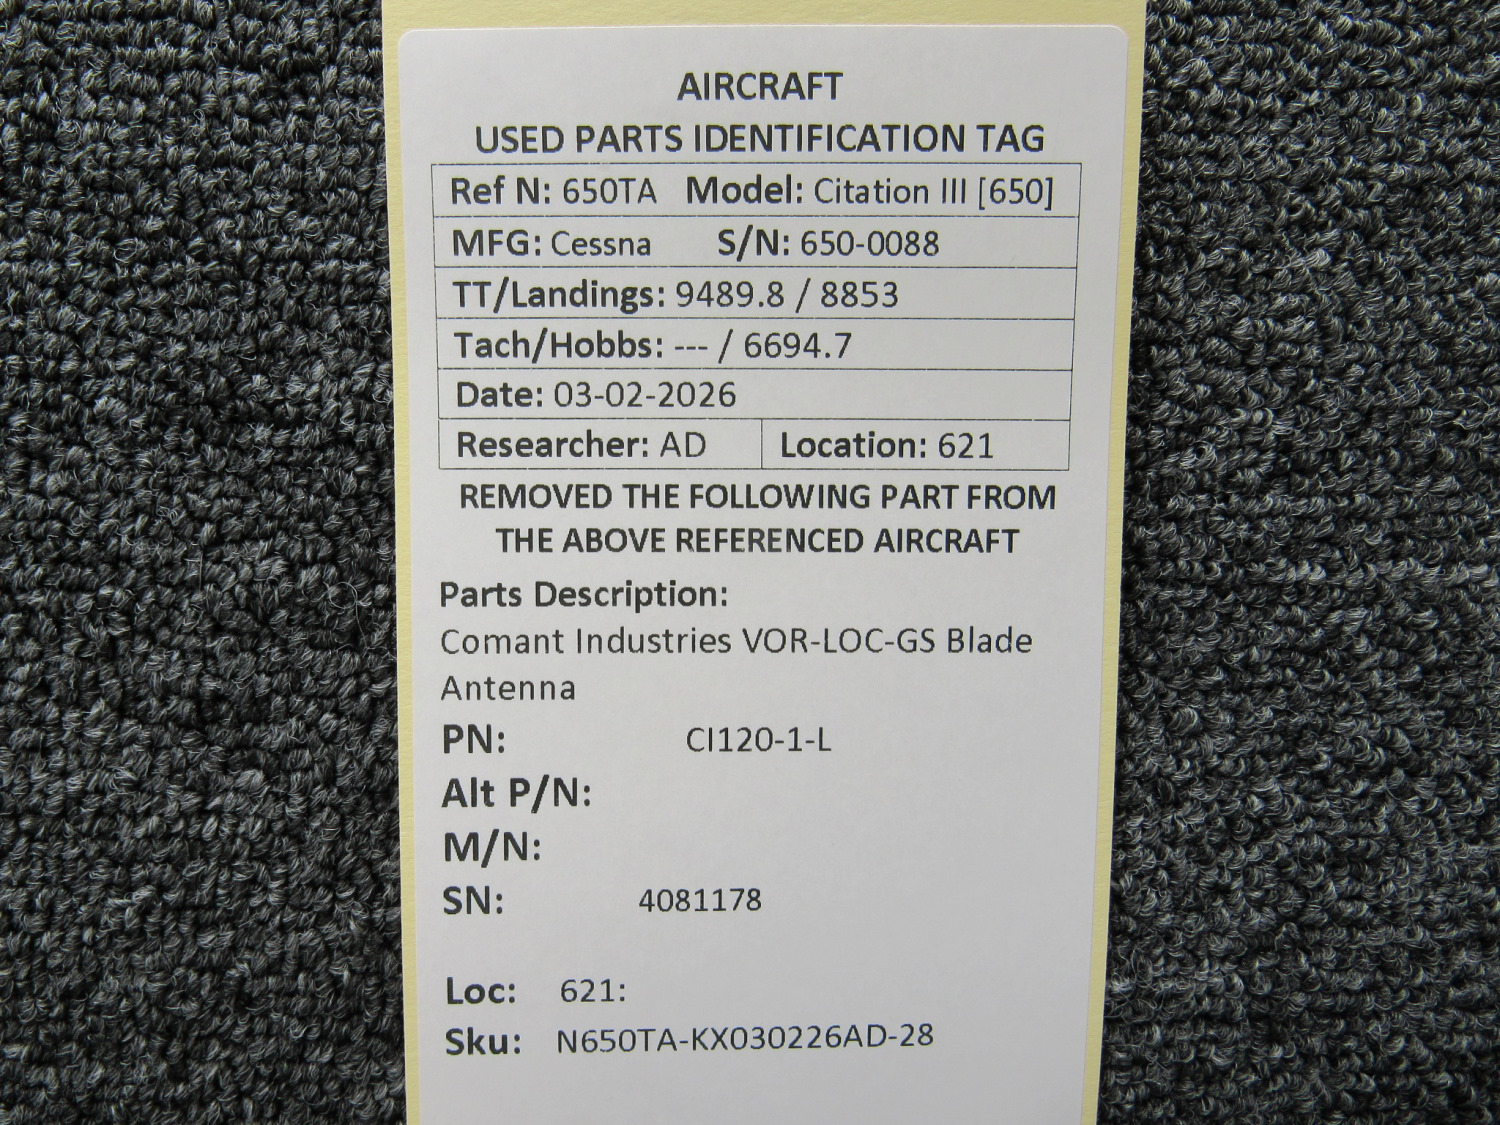 AIRCRAFT
USED PARTS IDENTIFICATION TAG
Ref N: 650TA Model: Citation III [650]
MFG: Cessna S/N: 650-0088
TT/Landings: 9489.8 / 8853
Tach/Hobbs: --- / 6694.7
Date: 03-02-2026
Researcher: AD Location: 621
REMOVED THE FOLLOWING PART FROM
THE ABOVE REFERENCED AIRCRAFT
Parts Description:
Comant Industries VOR-LOC-GS Blade
Antenna
PN: CI120-1-L
Alt P/N:
M/N:
SN: 4081178
Loc: 621:
Sku: N650TA-KX030226AD-28